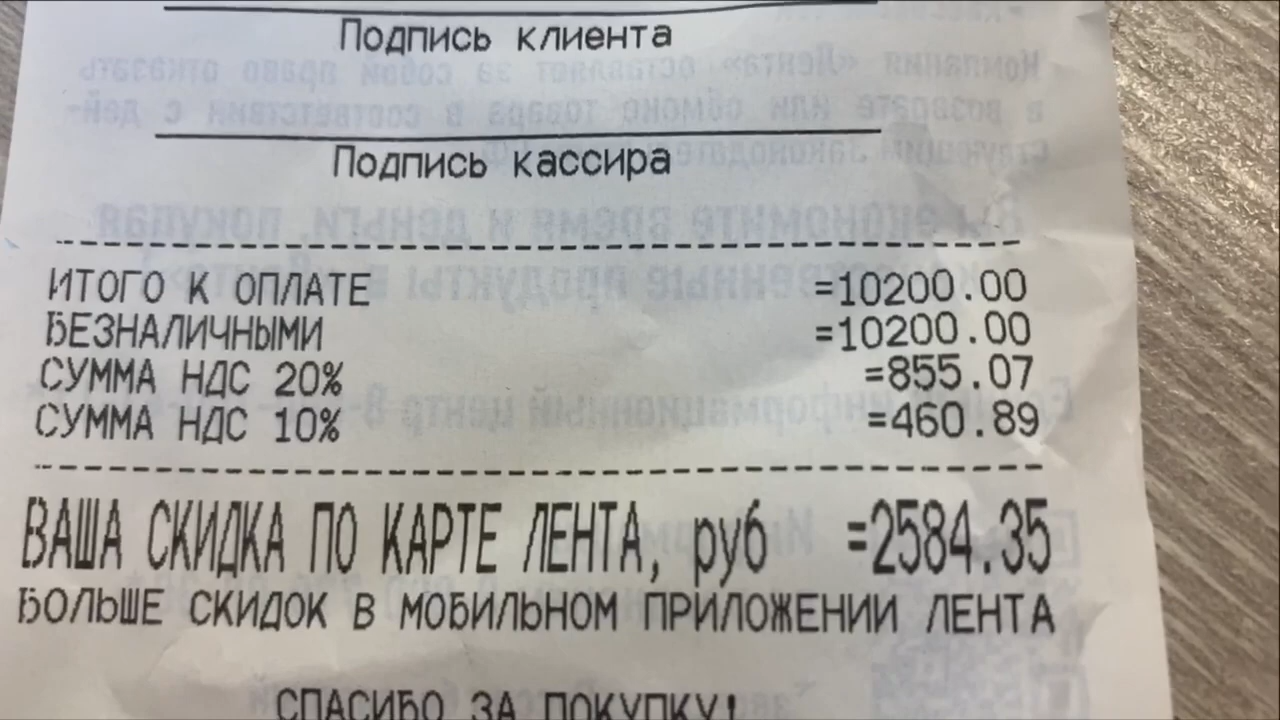 Подпись клиента
Подпись кассира
ИТОГО К ОПЛАТЕ =10200.00
БЕЗНАЛИЧНЫМИ =10200.00
СУММА НДС 20% =855.07
СУММА НДС 10% =460.89
ВАША СКИДКА ПО КАРТЕ ЛЕНТА, руб =2584.35
БОЛЬШЕ СКИДОК В МОБИЛЬНОМ ПРИЛОЖЕНИИ ЛЕНТА
СПАСИБО ЗА ПОКУПКУ!